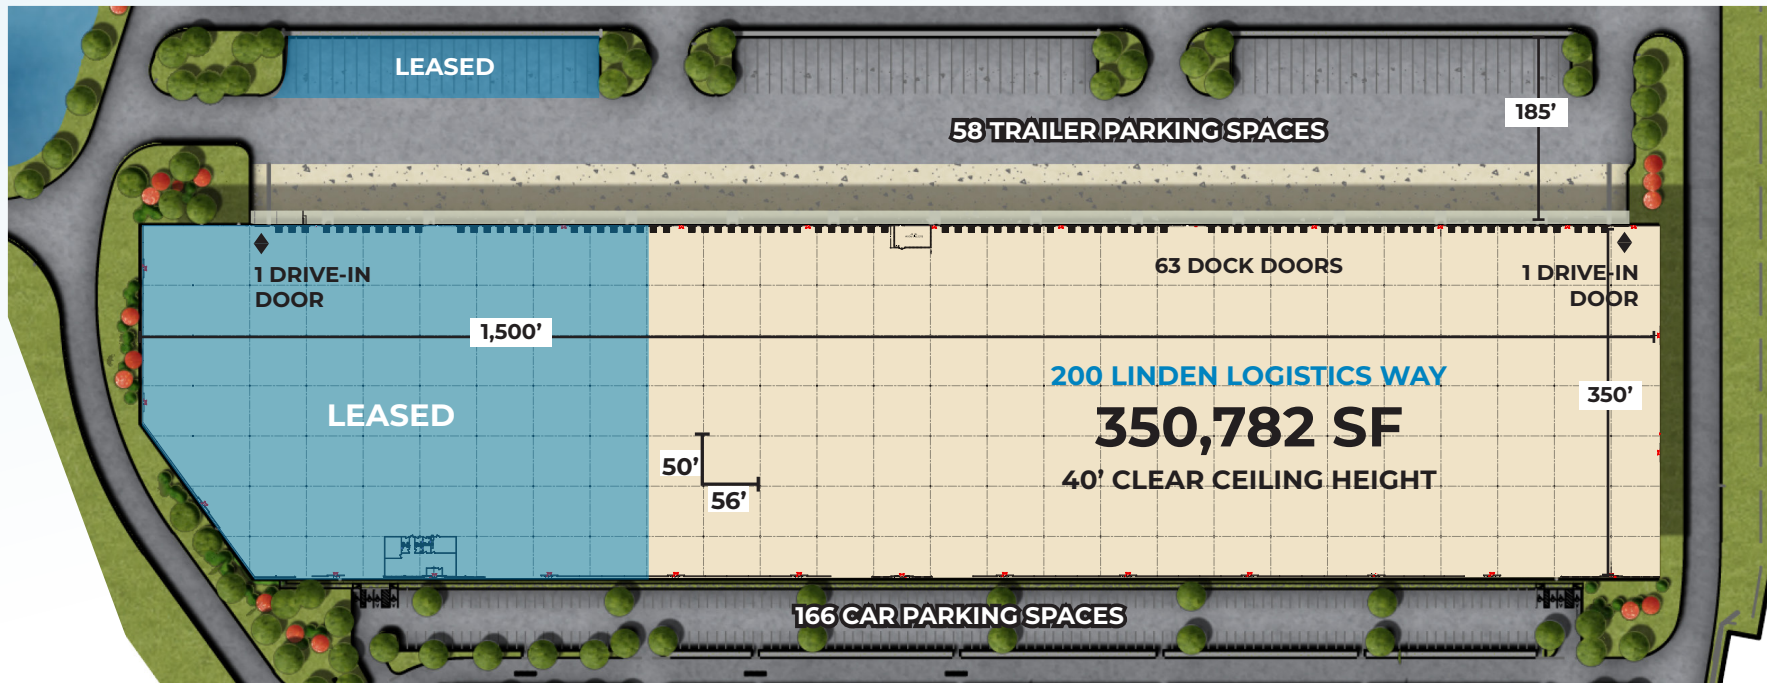 LEASED
58 TRAILER PARKING SPACES
185’
1 DRIVE-IN
DOOR
63 DOCK DOORS
1 DRIVE-IN
DOOR
1,500’
200 LINDEN LOGISTICS WAY
350,782 SF
40’ CLEAR CEILING HEIGHT
350’
LEASED
50’
56’
166 CAR PARKING SPACES